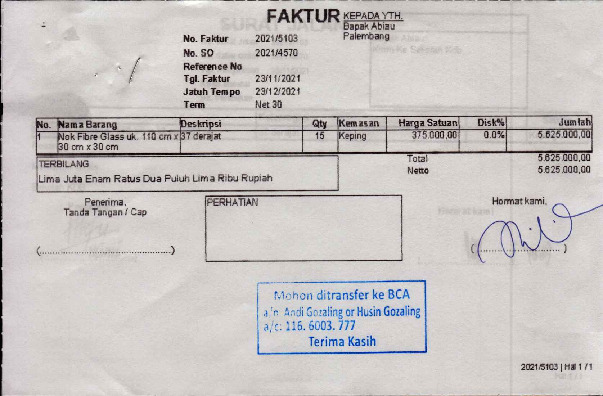 FAKTUR
KEPADA YTH.
Bapak Abiau
Palembang
No. Faktur 2021/5103
No. SO 2021/4570
Reference No
Tgl. Faktur 23/11/2021
Jatuh Tempo 23/12/2021
Term Net 30
No. Nama Barang Deskripsi Qty Kemasan Harga Satuan Disk% Jumlah
1 Nok Fibre Glass uk. 110 cm x 37 derajat 15 Keping 375.000,00 0.0% 5.625.000,00
30 cm x 30 cm
Total 5.625.000,00
Netto 5.625.000,00
TERBILANG
Lima Juta Enam Ratus Dua Puluh Lima Ribu Rupiah
Penerima,
Tanda Tangan / Cap
(...............................................)
PERHATIAN
Hormat kami,
(................................)
Mohon ditransfer ke BCA
a/n. Andi Gozaling or Husin Gozaling
a/c: 116. 6003. 777
Terima Kasih
2021/5103 | Hal 1 / 1